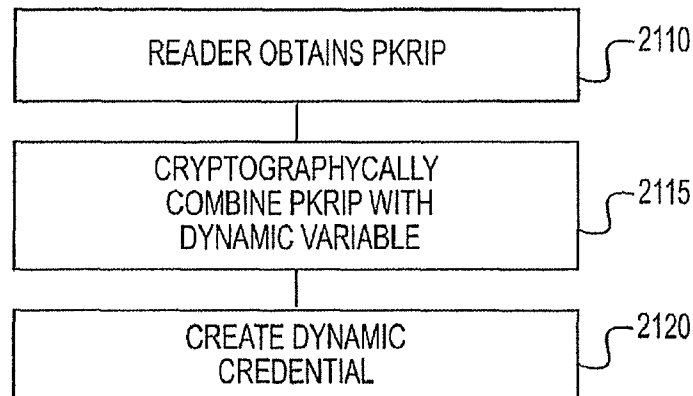 READER OBTAINS PKRIP
2110
CRYPTOGRAPHYCALLY
COMBINE PKRIP WITH
DYNAMIC VARIABLE
2115
CREATE DYNAMIC
CREDENTIAL
2120